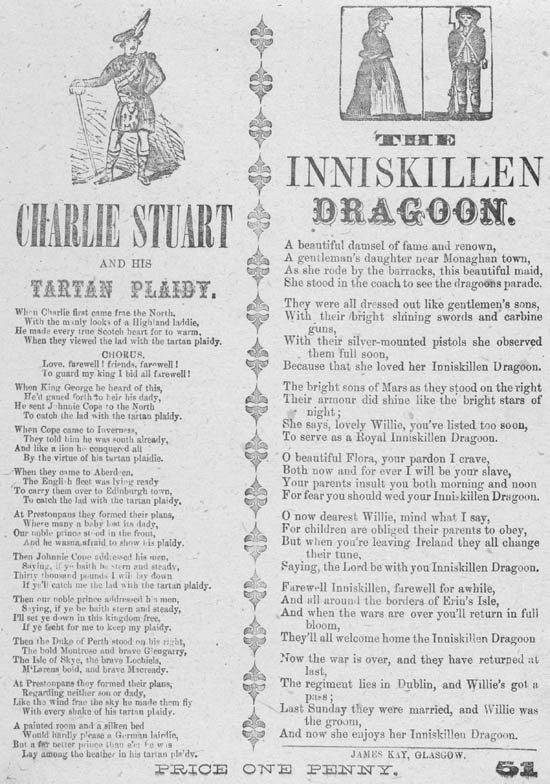 CHARLIE STUART
AND HIS
TARTAN PLAIDY.
When Charlie first came frae the North,
With the manly looks of a Highland laddie,
He made every true Scotch heart for to warm,
When they viewed the lad with the tartan plaidy.
CHORUS.
Love, farewell! friends, farewell!
To guard my king I bid all farewell!
When King George he heard of this,
He'd ganed forth to heir his dady,
He sent Johnnie Cope to the North
To catch the lad with the tartan plaidy.
When Cope came to Inverness,
They told him he was south already,
And like a lion he conquered all
By the virtue of his tartan plaidie.
When they came to Aberdeen,
The English fleet was lying ready
To carry them over to Edinburgh town,
To catch the lad with the tartan plaidy.
At Prestonpans they formed their plans,
Where many a baby lost its dady,
Our noble prince stood in the front,
And he wasna afraid to show his plaidy.
Then Johnnie Cope addressed his men,
Saying, if ye baith be stern and steady,
Thirty thousand pounds I will lay down
If ye'll catch me the lad with the tartan plaidy.
Then our noble prince addressed his men,
Saying, if ye be baith stern and steady,
I'll set ye down in this kingdom free,
If ye fecht for me to keep my plaidy.
Then the Duke of Perth stood on his right,
The bold Montrose and brave Glengarry,
The Isle of Skye, the brave Lochiels,
M'Larens bold, and brave Macready.
At Prestonpans they formed their plans,
Regarding neither son or dady,
Like the wind frae the sky he made them fly
With every shake of his tartan plaidy.
A painted room and a silken bed
Would hardly please a German lairdie,
But a far better prince than e'er he was
Lay among the heather in his tartan plaidy.
THE
INNISKILLEN
DRAGOON.
A beautiful damsel of fame and renown,
A gentleman's daughter near Monaghan town,
As she rode by the barracks, this beautiful maid,
She stood in the coach to see the dragoons parade.
They were all dressed out like gentlemen's sons,
With their bright shining swords and carbine
guns,
With their silver-mounted pistols she observed
them full soon,
Because that she loved her Inniskillen Dragoon.
The bright sons of Mars as they stood on the right
Their armour did shine like the bright stars of
night;
She says, lovely Willie, you've listed too soon,
To serve as a Royal Inniskillen Dragoon.
O beautiful Flora, your pardon I crave,
Both now and for ever I will be your slave,
Your parents insult you both morning and noon
For fear you should wed your Inniskillen Dragoon.
O now dearest Willie, mind what I say,
For children are obliged their parents to obey,
But when you're leaving Ireland they all change
their tune,
Saying, the Lord be with you Inniskillen Dragoon.
Farewell Inniskillen, farewell for awhile,
And all around the borders of Erin's Isle,
And when the wars are over you'll return in full
bloom,
They'll all welcome home the Inniskillen Dragoon
Now the war is over, and they have returned at
last,
The regiment lies in Dublin, and Willie's got a
pass;
Last Sunday they were married, and Willie was
the groom,
And now she enjoys her Inniskillen Dragoon.
JAMES KAY, GLASGOW.
PRICE ONE PENNY.
51